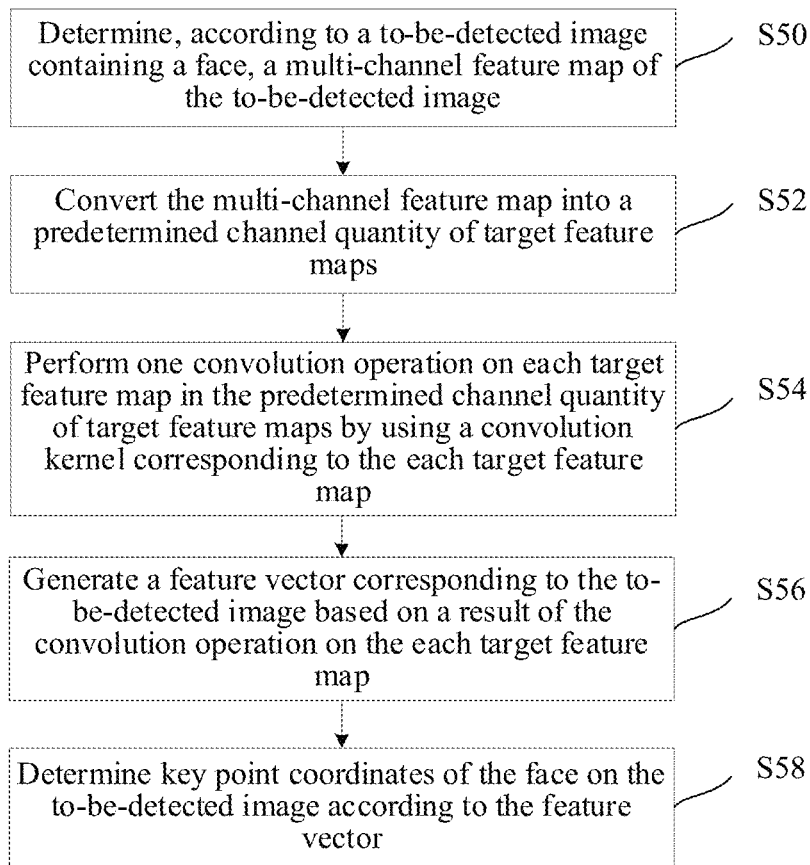 Determine, according to a to-be-detected image
containing a face, a multi-channel feature map of
the to-be-detected image
S50
Convert the multi-channel feature map into a
predetermined channel quantity of target feature
maps
S52
Perform one convolution operation on each target
feature map in the predetermined channel quantity
of target feature maps by using a convolution
kernel corresponding to the each target feature
map
S54
Generate a feature vector corresponding to the to-
be-detected image based on a result of the
convolution operation on the each target feature
map
S56
Determine key point coordinates of the face on the
to-be-detected image according to the feature
vector
S58